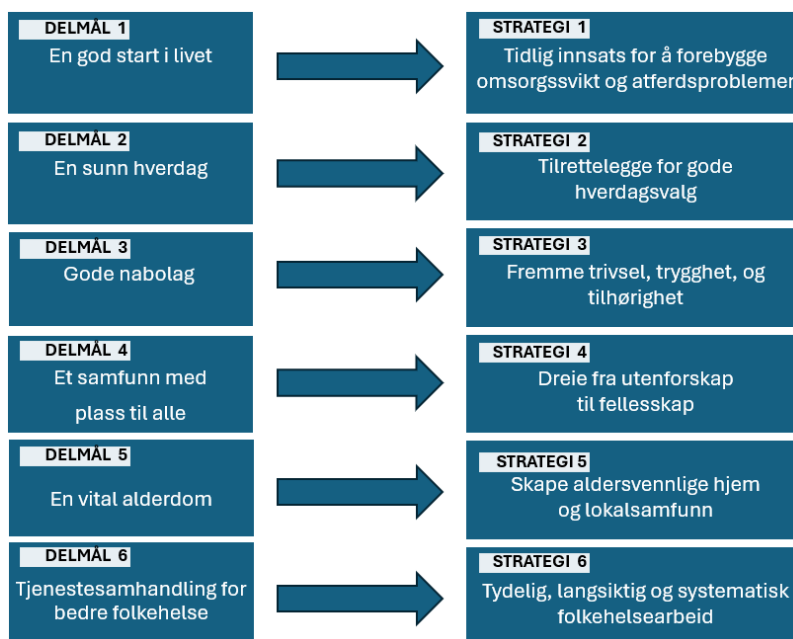 DELMÅL 1
En god start i livet
STRATEGI 1
Tidlig innsats for å forebygge
omsorgssvikt og atferdsproblemer
DELMÅL 2
En sunn hverdag
STRATEGI 2
Tilrettelegge for gode
hverdagsvalg
DELMÅL 3
Gode nabolag
STRATEGI 3
Fremme trivsel, trygghet, og
tilhørighet
DELMÅL 4
Et samfunn med
plass til alle
STRATEGI 4
Dreie fra utenforskap
til fellesskap
DELMÅL 5
En vital alderdom
STRATEGI 5
Skape aldersvennlige hjem
og lokalsamfunn
DELMÅL 6
Tjenestesamhandling for
bedre folkehelse
STRATEGI 6
Tydelig, langsiktig og systematisk
folkehelsearbeid